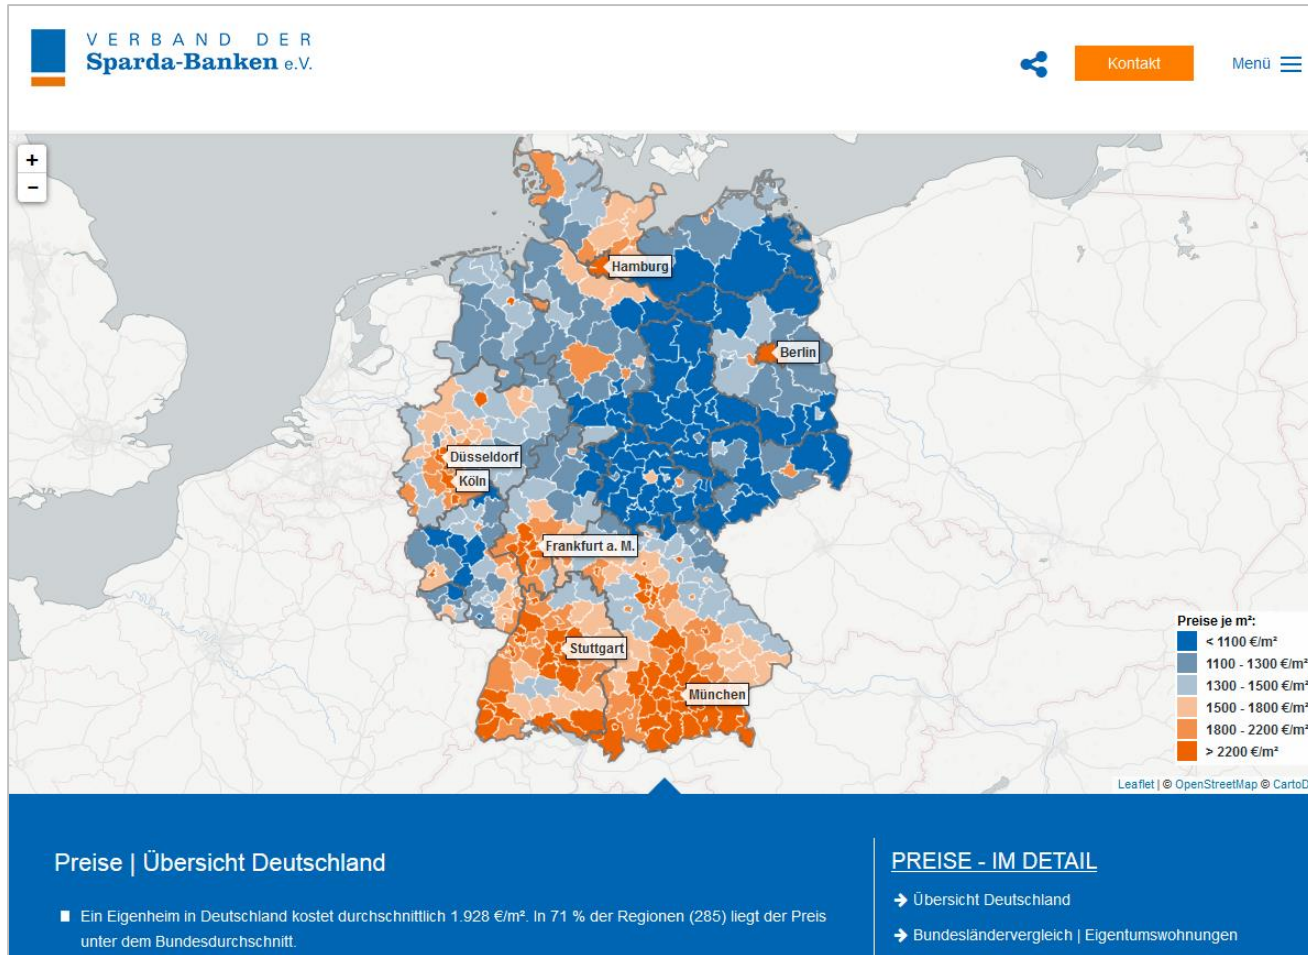 VERBAND DER
Sparda-Banken e.V.
Kontakt
Menü
+
−
Hamburg
Berlin
Düsseldorf
Köln
Frankfurt a. M.
Stuttgart
München
Preise je m²:
< 1100 €/m²
1100 - 1300 €/m²
1300 - 1500 €/m²
1500 - 1800 €/m²
1800 - 2200 €/m²
> 2200 €/m²
Leaflet | © OpenStreetMap © CartoD
Preise | Übersicht Deutschland
Ein Eigenheim in Deutschland kostet durchschnittlich 1.928 €/m². In 71 % der Regionen (285) liegt der Preis
unter dem Bundesdurchschnitt.
PREISE - IM DETAIL
→ Übersicht Deutschland
→ Bundesländervergleich | Eigentumswohnungen